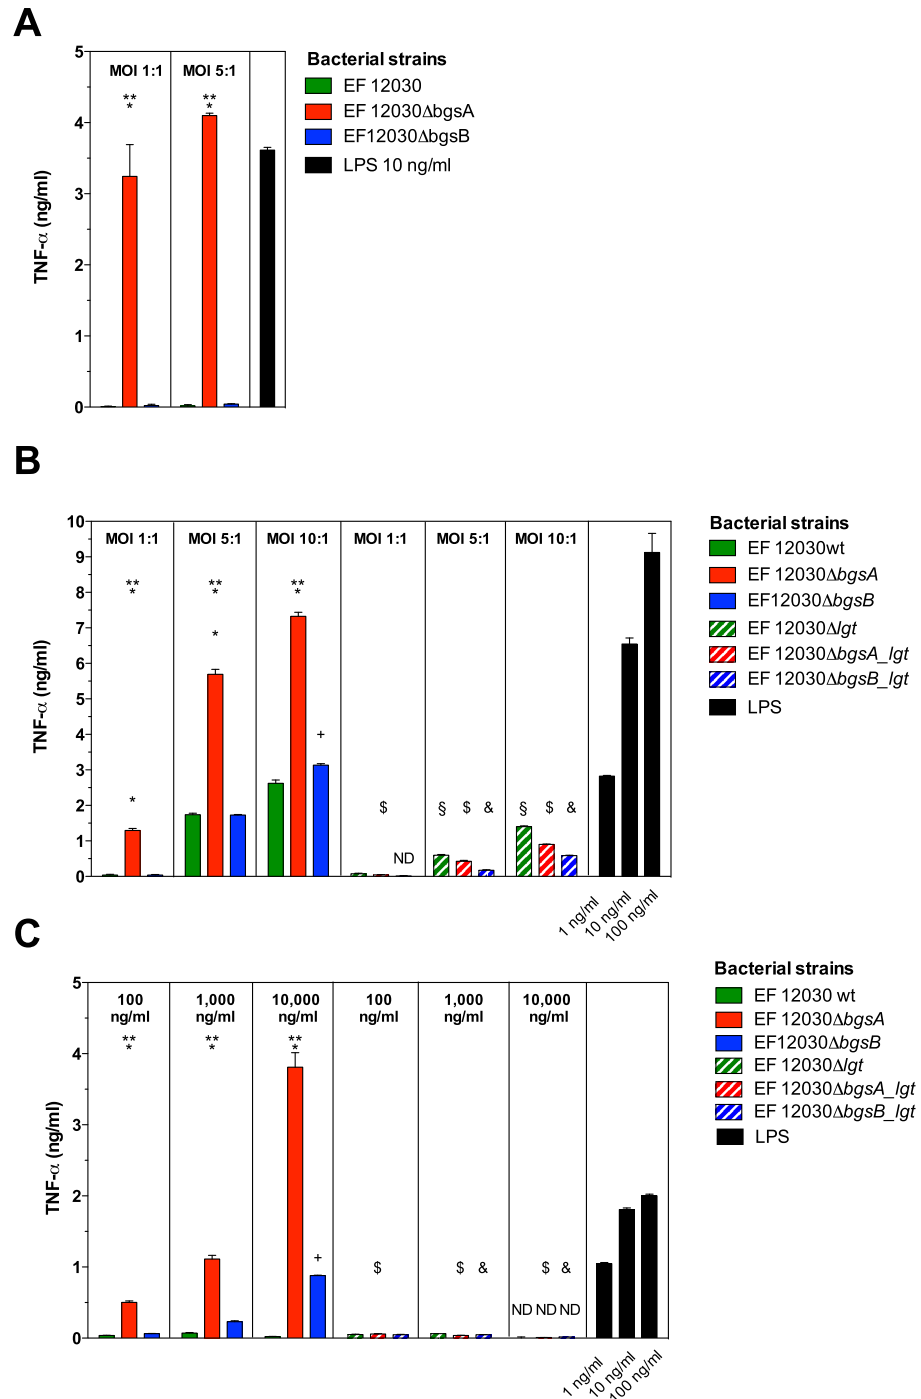 A
5
4
3
2
1
0
TNF-α (ng/ml)
MOI 1:1
MOI 5:1
**
*
**
*
Bacterial strains
EF 12030
EF 12030ΔbgsA
EF12030ΔbgsB
LPS 10 ng/ml
B
10
9
8
7
6
5
4
3
2
1
0
TNF-α (ng/ml)
MOI 1:1
MOI 5:1
MOI 10:1
MOI 1:1
MOI 5:1
MOI 10:1
**
*
**
*
**
*
*
*
+
$
ND
§ $ &
§ $ &
1 ng/ml
10 ng/ml
100 ng/ml
Bacterial strains
EF 12030wt
EF 12030ΔbgsA
EF12030ΔbgsB
EF 12030Δlgt
EF 12030ΔbgsA_lgt
EF 12030ΔbgsB_lgt
LPS
C
5
4
3
2
1
0
TNF-α (ng/ml)
100
ng/ml
1,000
ng/ml
10,000
ng/ml
100
ng/ml
1,000
ng/ml
10,000
ng/ml
**
*
**
*
**
*
+
$
$ &
$ &
ND ND ND
1 ng/ml
10 ng/ml
100 ng/ml
Bacterial strains
EF 12030 wt
EF 12030ΔbgsA
EF12030ΔbgsB
EF 12030Δlgt
EF 12030ΔbgsA_lgt
EF 12030ΔbgsB_lgt
LPS